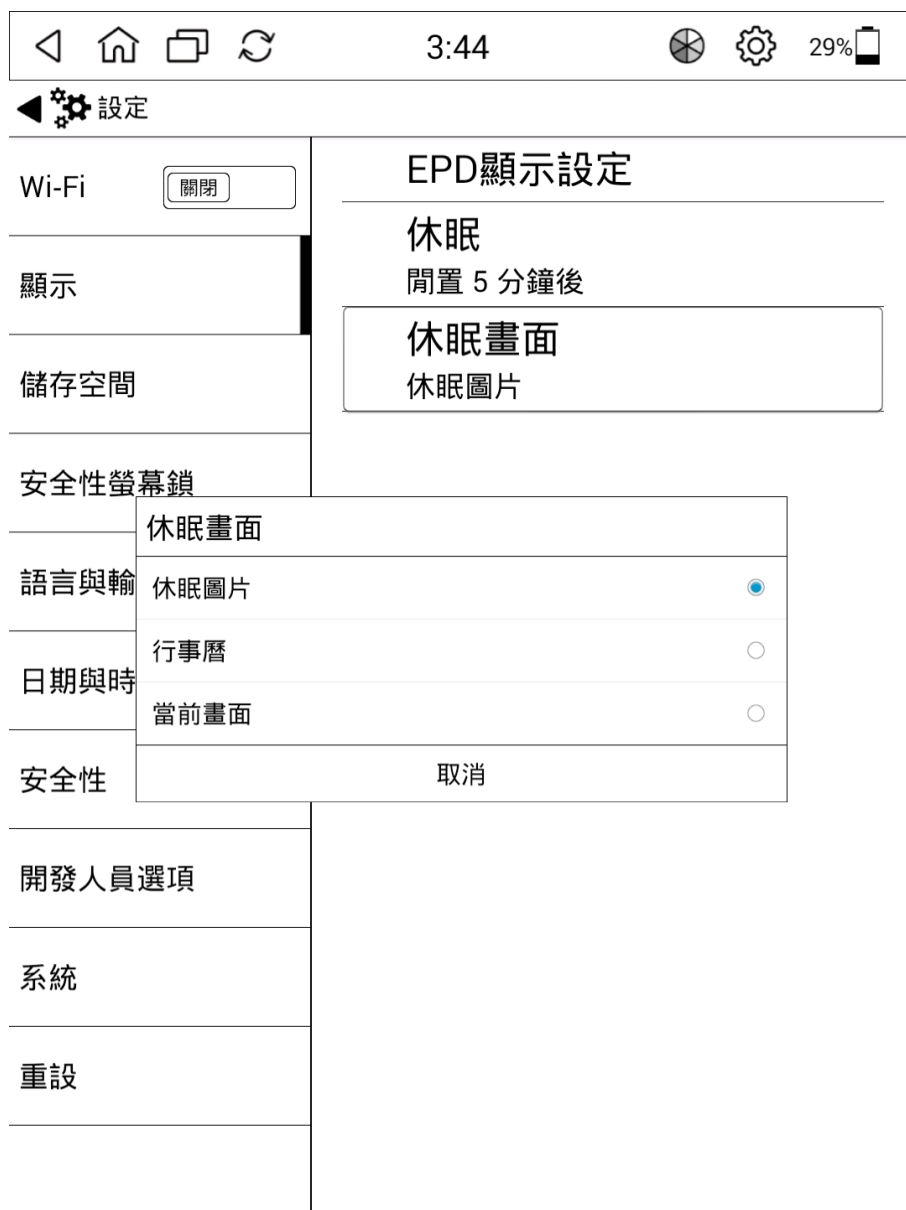 3:44
29%
設定
Wi-Fi
關閉
顯示
儲存空間
安全性螢幕鎖
語言與輸
日期與時
安全性
開發人員選項
系統
重設
EPD顯示設定
休眠
閒置 5 分鐘後
休眠畫面
休眠圖片
休眠畫面
休眠圖片
行事曆
當前畫面
取消